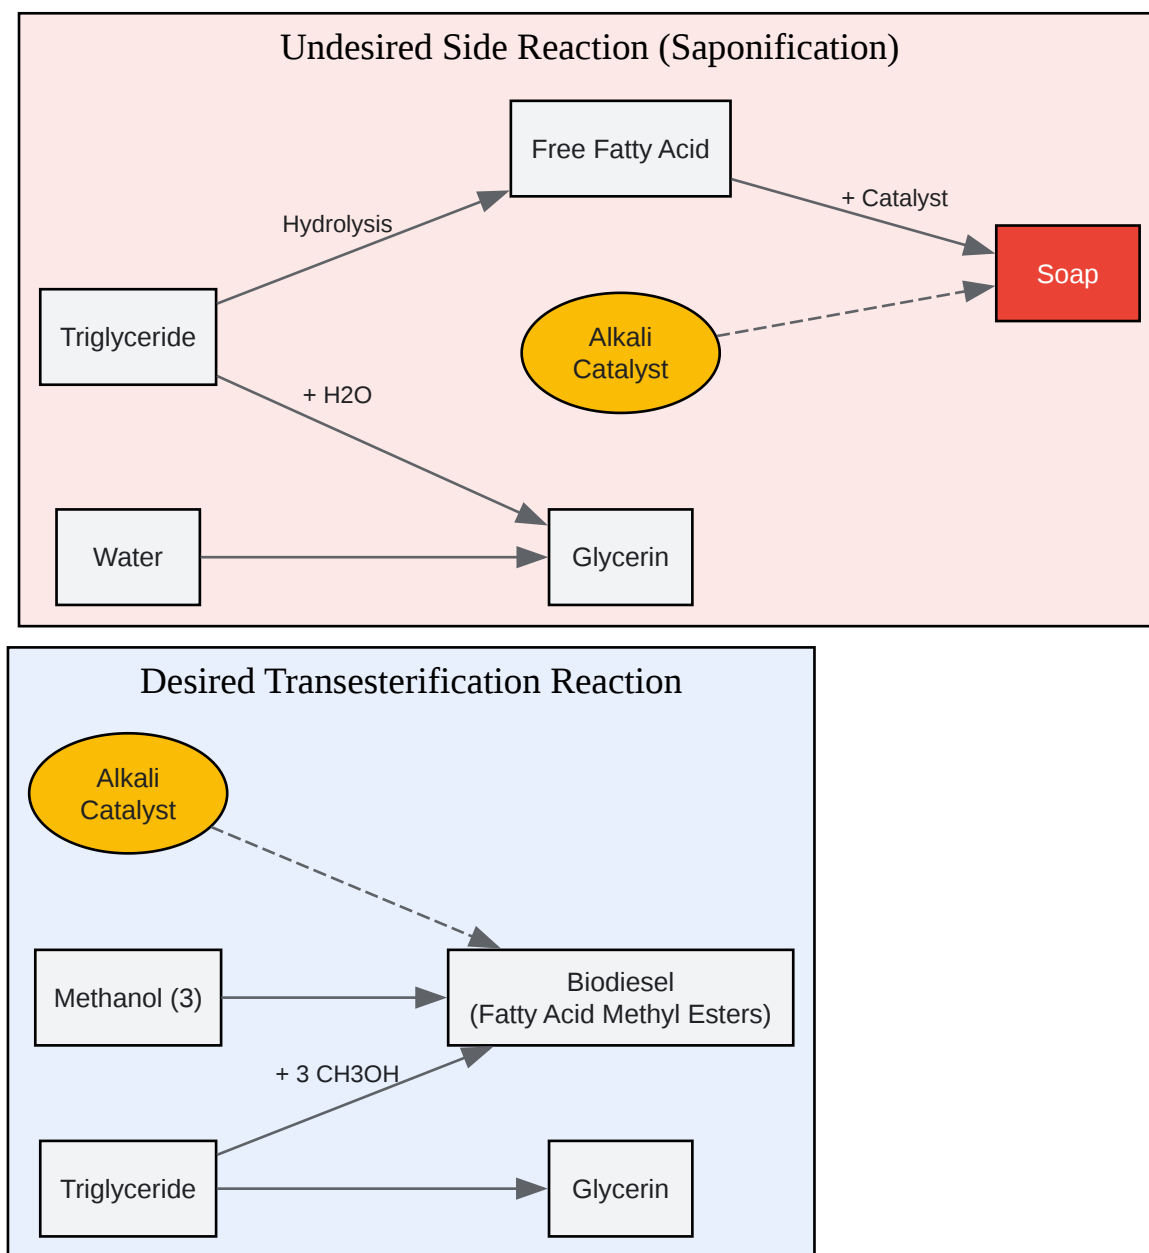 Undesired Side Reaction (Saponification)
Free Fatty Acid
+ Catalyst
Hydrolysis
Soap
Triglyceride
Alkali
Catalyst
+ H2O
Water
Glycerin
Desired Transesterification Reaction
Alkali
Catalyst
Methanol (3)
Biodiesel
(Fatty Acid Methyl Esters)
+ 3 CH3OH
Triglyceride
Glycerin